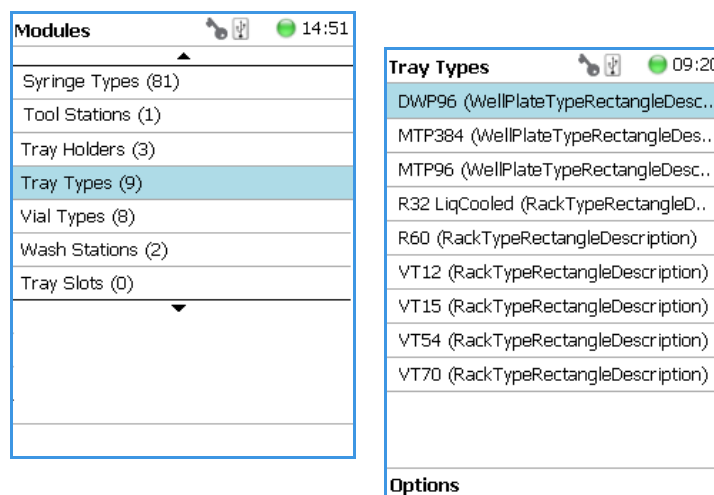 Modules 14:51
Syringe Types (81)
Tool Stations (1)
Tray Holders (3)
Tray Types (9)
Vial Types (8)
Wash Stations (2)
Tray Slots (0)
Tray Types 09:20
DWP96 (WellPlateTypeRectangleDesc..
MTP384 (WellPlateTypeRectangleDes..
MTP96 (WellPlateTypeRectangleDesc..
R32 LiqCooled (RackTypeRectangleD..
R60 (RackTypeRectangleDescription)
VT12 (RackTypeRectangleDescription)
VT15 (RackTypeRectangleDescription)
VT54 (RackTypeRectangleDescription)
VT70 (RackTypeRectangleDescription)
Options